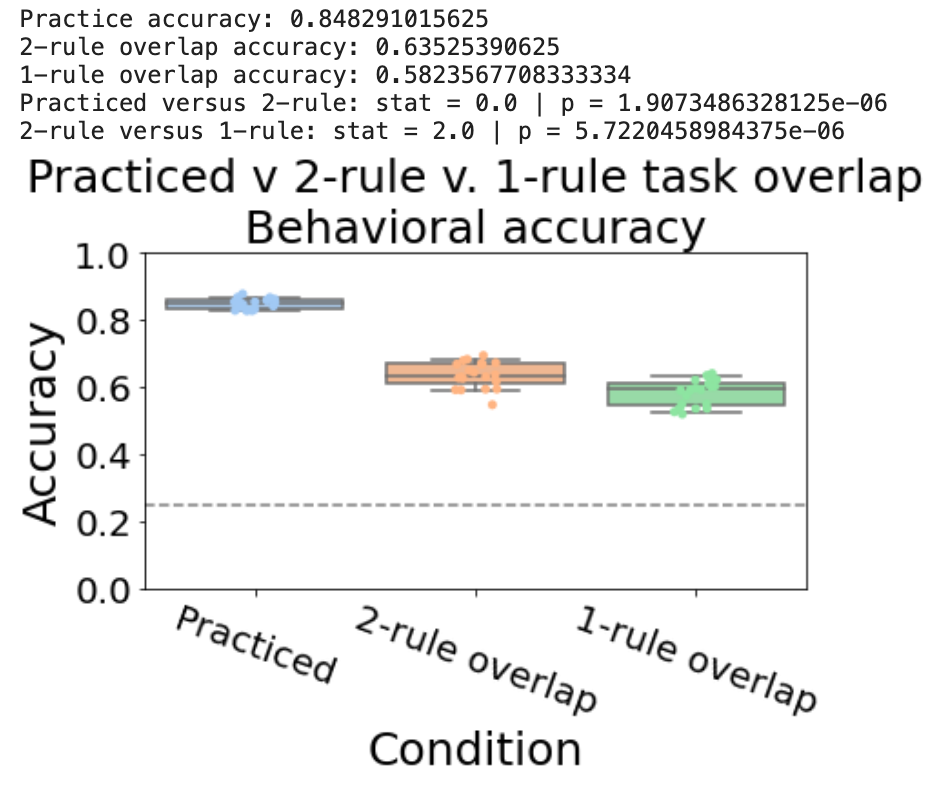 Practice accuracy: 0.848291015625
2-rule overlap accuracy: 0.63525390625
1-rule overlap accuracy: 0.5823567708333334
Practiced versus 2-rule: stat = 0.0 | p = 1.9073486328125e-06
2-rule versus 1-rule: stat = 2.0 | p = 5.7220458984375e-06
Practiced v 2-rule v. 1-rule task overlap
Behavioral accuracy
1.0
0.8
0.6
0.4
0.2
0.0
Accuracy
Practiced
2-rule overlap
1-rule overlap
Condition